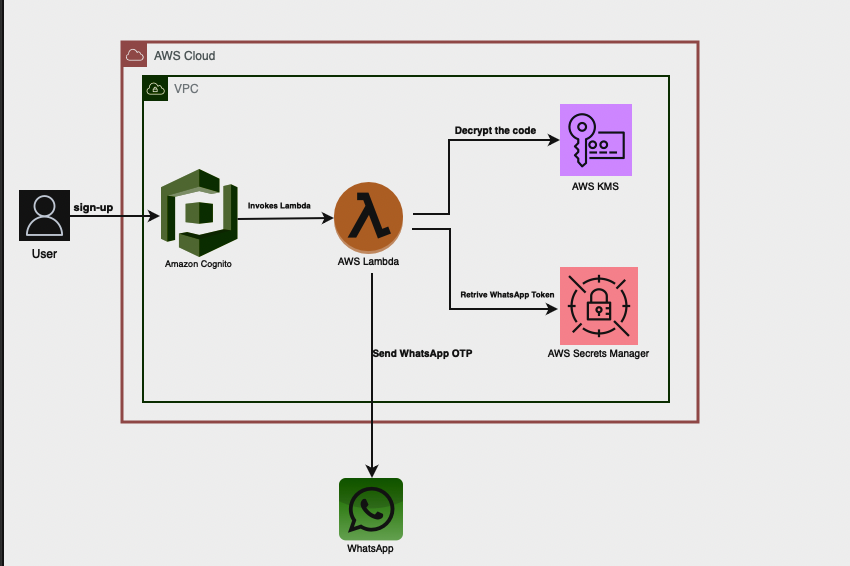 AWS Cloud
VPC
Decrypt the code
AWS KMS
sign-up
User
Amazon Cognito
Invokes Lambda
AWS Lambda
Retrive WhatsApp Token
AWS Secrets Manager
Send WhatsApp OTP
WhatsApp